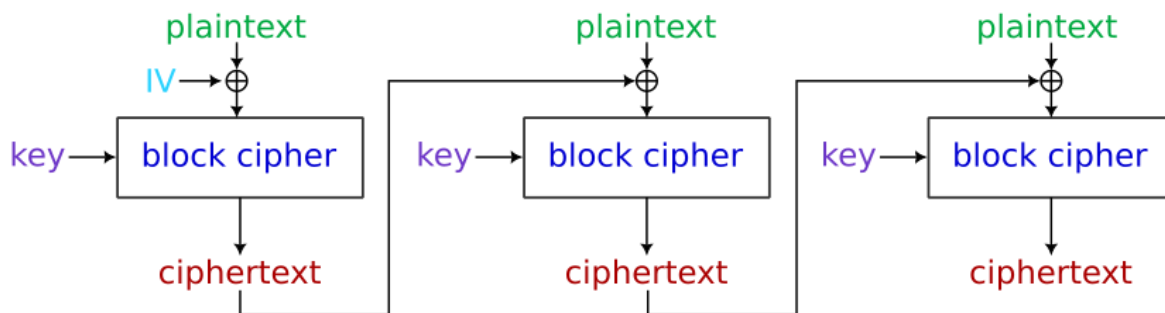 plaintext plaintext plaintext
IV
key block cipher key block cipher key block cipher
ciphertext ciphertext ciphertext